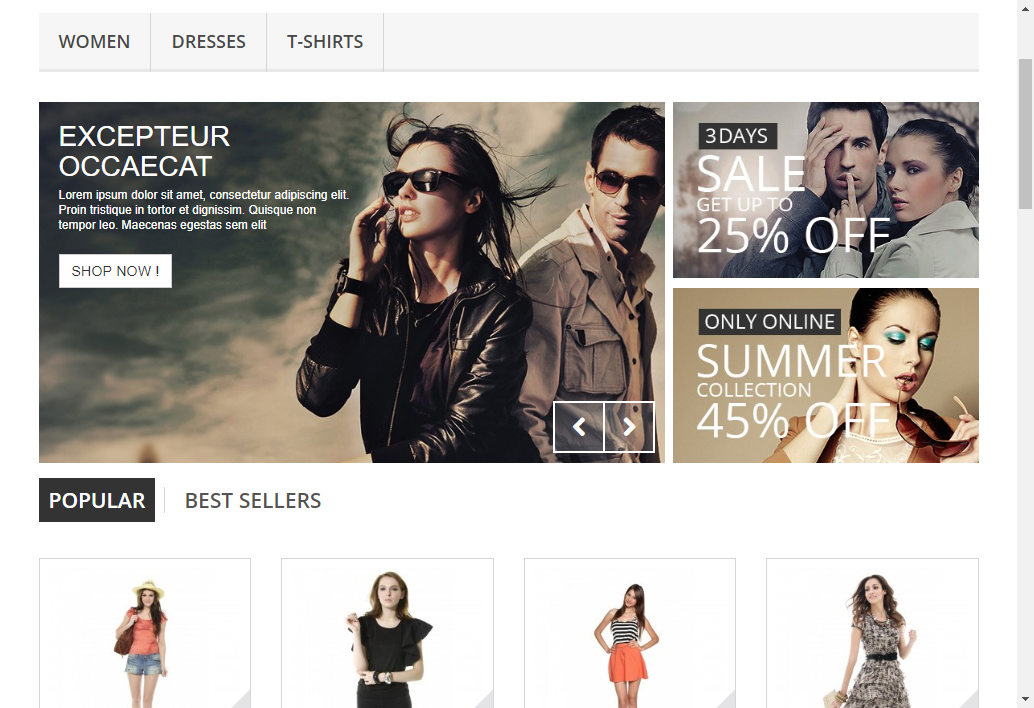 WOMEN
DRESSES
T-SHIRTS
EXCEPTEUR
OCCAECAT
Lorem ipsum dolor sit amet, consectetur adipiscing elit.
Proin tristique in tortor et dignissim. Quisque non
tempor leo. Maecenas egestas sem elit
SHOP NOW !
3 DAYS
SALE
GET UP TO
25% OFF
ONLY ONLINE
SUMMER
COLLECTION
45% OFF
POPULAR
BEST SELLERS